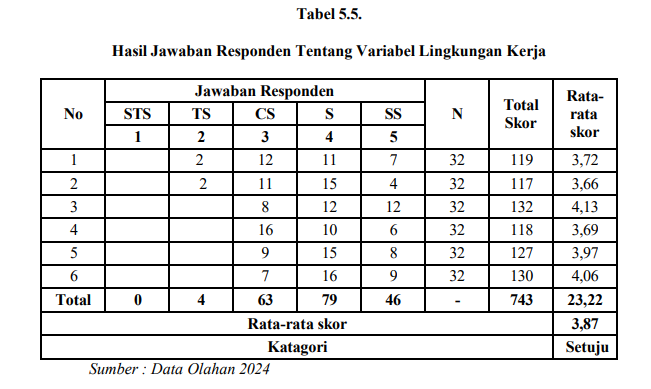 Tabel 5.5.
Hasil Jawaban Responden Tentang Variabel Lingkungan Kerja
No Jawaban Responden N Total Skor Rata-rata skor
STS TS CS S SS
1 2 3 4 5
1 2 12 11 7 32 119 3,72
2 2 11 15 4 32 117 3,66
3 8 12 12 32 132 4,13
4 16 10 6 32 118 3,69
5 9 15 8 32 127 3,97
6 7 16 9 32 130 4,06
Total 0 4 63 79 46 - 743 23,22
Rata-rata skor 3,87
Katagori Setuju
Sumber : Data Olahan 2024